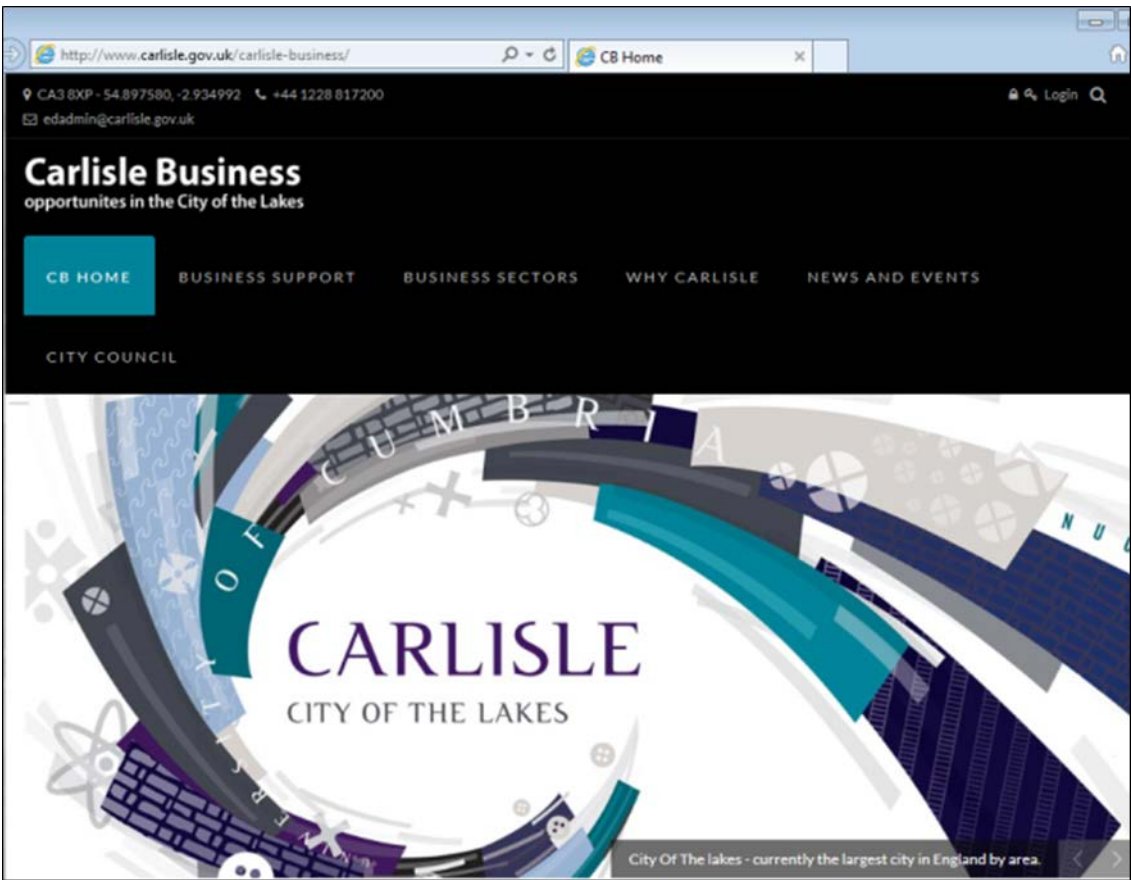 http://www.carlisle.gov.uk/carlisle-business/
CB Home
CA3 8XP - 54.897580, -2.934992 +44 1228 817200
Login
edadmin@carlisle.gov.uk
Carlisle Business
opportunites in the City of the Lakes
CB HOME BUSINESS SUPPORT BUSINESS SECTORS WHY CARLISLE NEWS AND EVENTS
CITY COUNCIL
CUMBRIA
OF
CARLISLE
CITY OF THE LAKES
City Of The lakes - currently the largest city in England by area.